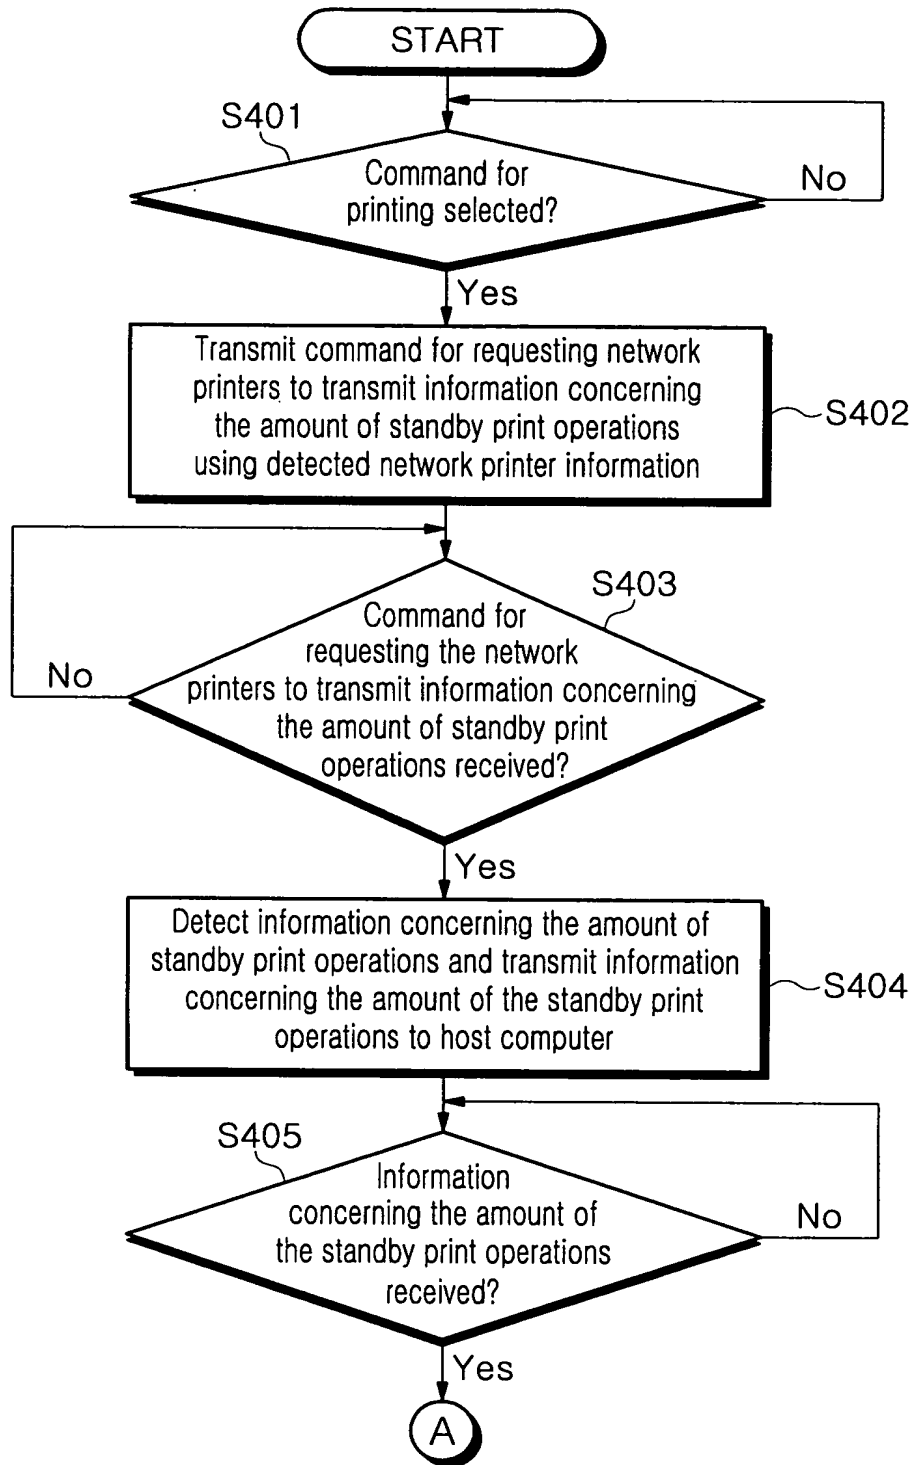 START
S401
Command for
printing selected?
No
Yes
Transmit command for requesting network
printers to transmit information concerning
the amount of standby print operations
using detected network printer information
S402
S403
Command for
requesting the network
printers to transmit information concerning
the amount of standby print
operations received?
No
Yes
Detect information concerning the amount of
standby print operations and transmit information
concerning the amount of the standby print
operations to host computer
S404
S405
Information
concerning the amount of
the standby print operations
received?
No
Yes
A